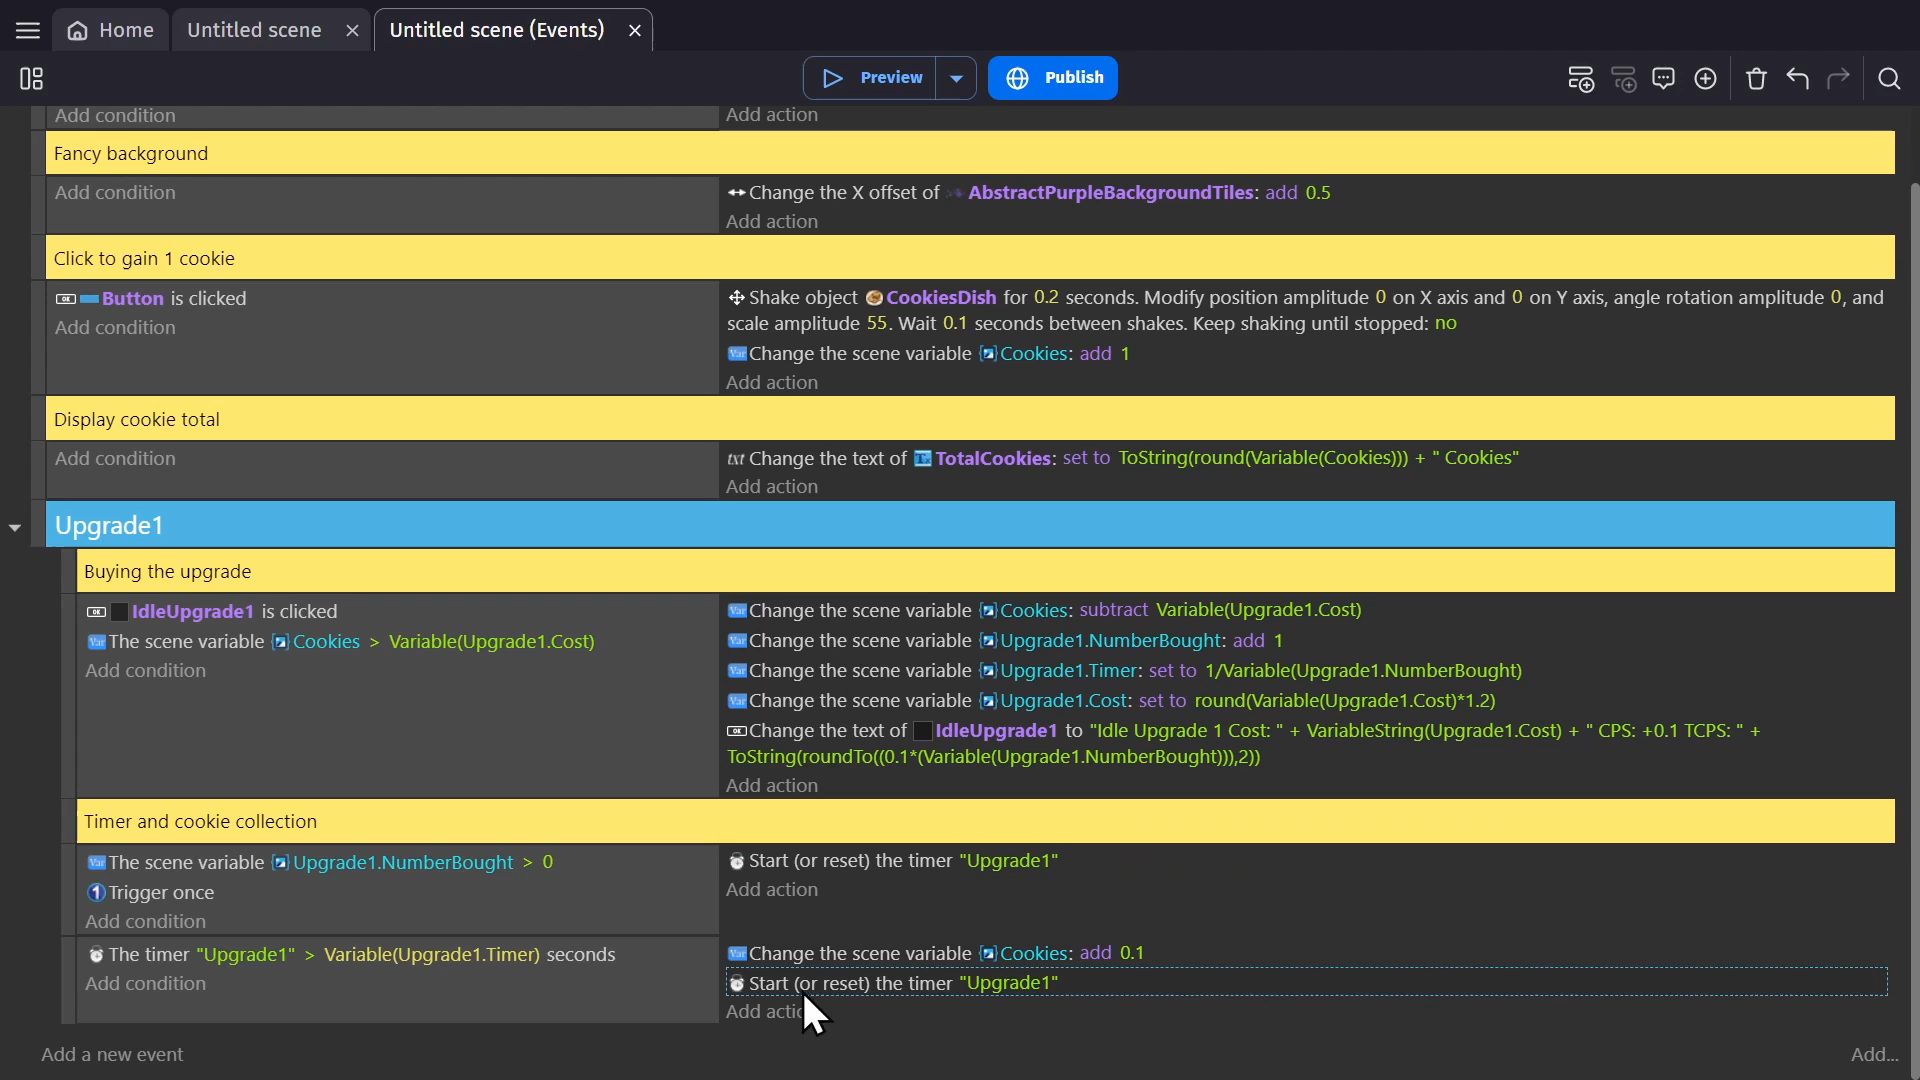 Home
Untitled scene
Untitled scene (Events)
Preview
Publish
Add condition
Add action
Fancy background
Add condition
Change the X offset of AbstractPurpleBackgroundTiles: add 0.5
Add action
Click to gain 1 cookie
Button is clicked
Add condition
Shake object CookiesDish for 0.2 seconds. Modify position amplitude 0 on X axis and 0 on Y axis, angle rotation amplitude 0, and
scale amplitude 55. Wait 0.1 seconds between shakes. Keep shaking until stopped: no
Change the scene variable Cookies: add 1
Add action
Display cookie total
Add condition
Change the text of TotalCookies: set to ToString(round(Variable(Cookies))) + " Cookies"
Add action
Upgrade1
Buying the upgrade
IdleUpgrade1 is clicked
The scene variable Cookies > Variable(Upgrade1.Cost)
Add condition
Change the scene variable Cookies: subtract Variable(Upgrade1.Cost)
Change the scene variable Upgrade1.NumberBought: add 1
Change the scene variable Upgrade1.Timer: set to 1/Variable(Upgrade1.NumberBought)
Change the scene variable Upgrade1.Cost: set to round(Variable(Upgrade1.Cost)*1.2)
Change the text of IdleUpgrade1 to "Idle Upgrade 1 Cost: " + VariableString(Upgrade1.Cost) + " CPS: +0.1 TCPS: " +
ToString(roundTo((0.1*(Variable(Upgrade1.NumberBought))),2))
Add action
Timer and cookie collection
The scene variable Upgrade1.NumberBought > 0
Trigger once
Add condition
Start (or reset) the timer "Upgrade1"
Add action
The timer "Upgrade1" > Variable(Upgrade1.Timer) seconds
Add condition
Change the scene variable Cookies: add 0.1
Start (or reset) the timer "Upgrade1"
Add actio
Add a new event
Add...